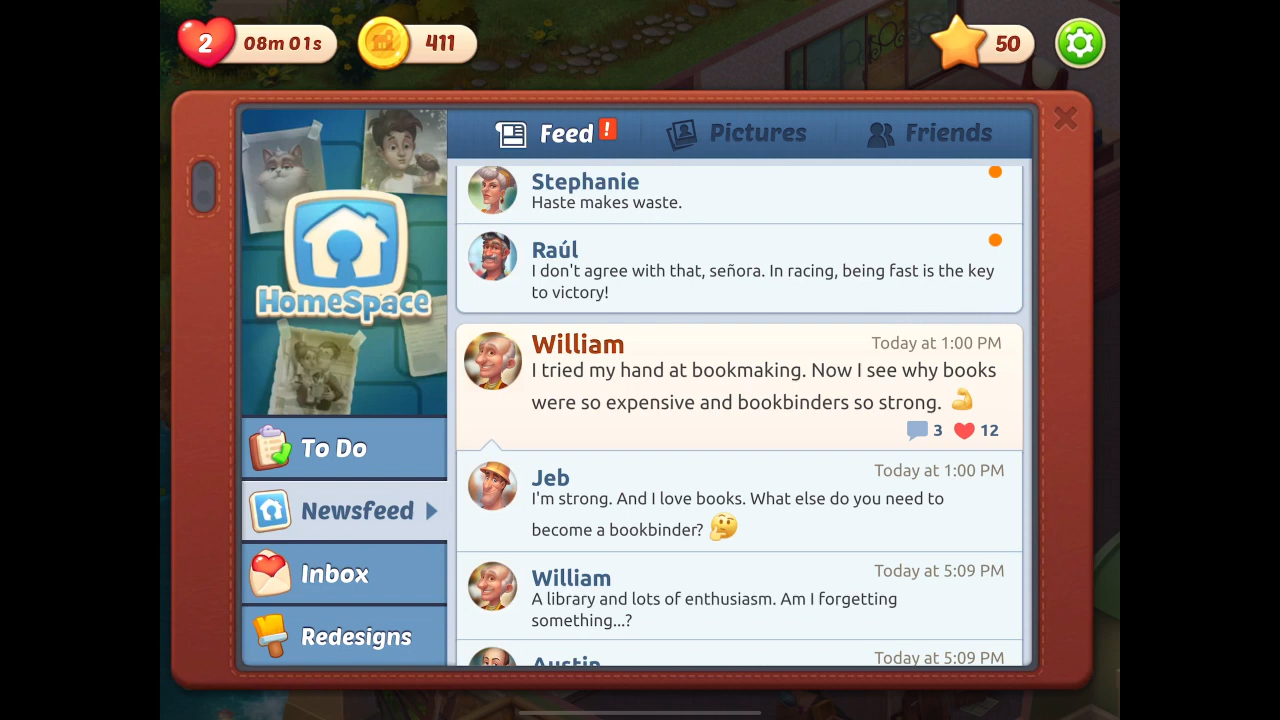 2
08m 01s
411
50
Feed
!
Pictures
Friends
HomeSpace
To Do
Newsfeed
Inbox
Redesigns
Stephanie
Haste makes waste.
Raúl
I don't agree with that, señora. In racing, being fast is the key
to victory!
William
Today at 1:00 PM
I tried my hand at bookmaking. Now I see why books
were so expensive and bookbinders so strong. 💪
3
12
Jeb
Today at 1:00 PM
I'm strong. And I love books. What else do you need to
become a bookbinder? 🤔
William
Today at 5:09 PM
A library and lots of enthusiasm. Am I forgetting
something...?
Austin
Today at 5:09 PM